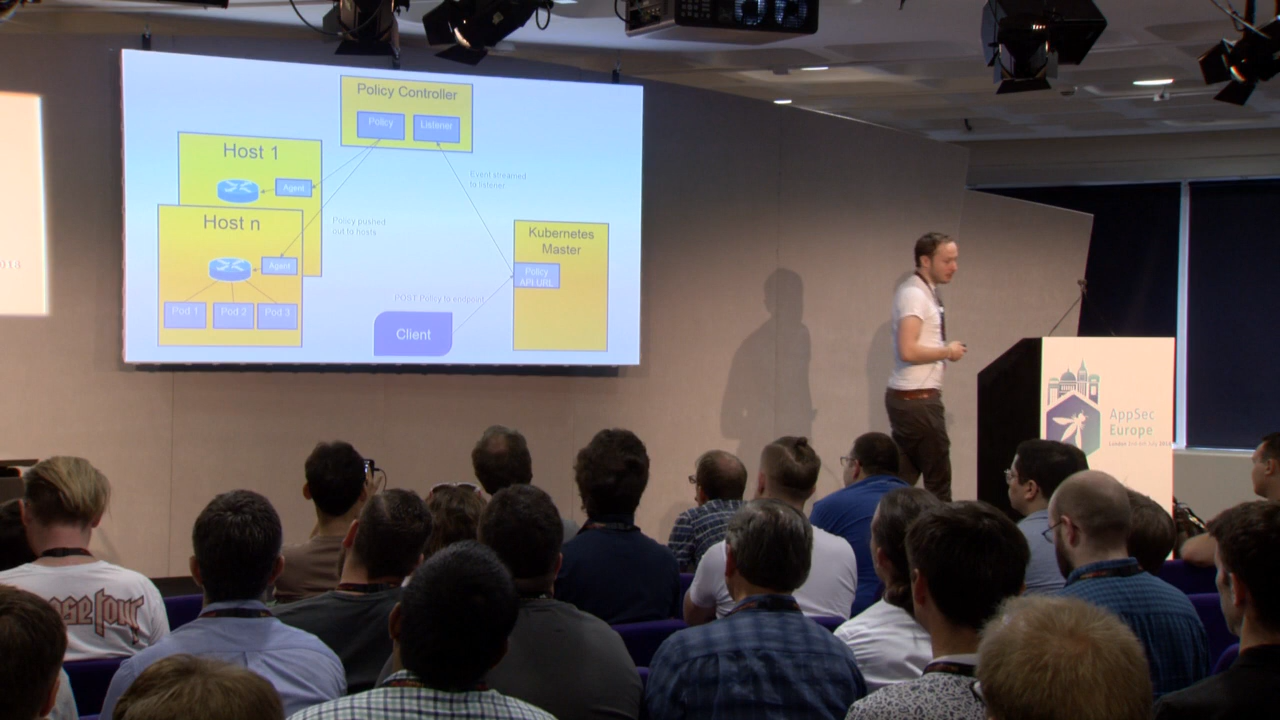 Policy Controller
Policy
Listener
Host 1
Agent
Event streamed
to listener
Host n
Policy pushed
out to hosts
Agent
Kubernetes
Master
Policy
API URL
Pod 1
Pod 2
Pod 3
POST Policy to endpoint
Client
AppSec
Europe